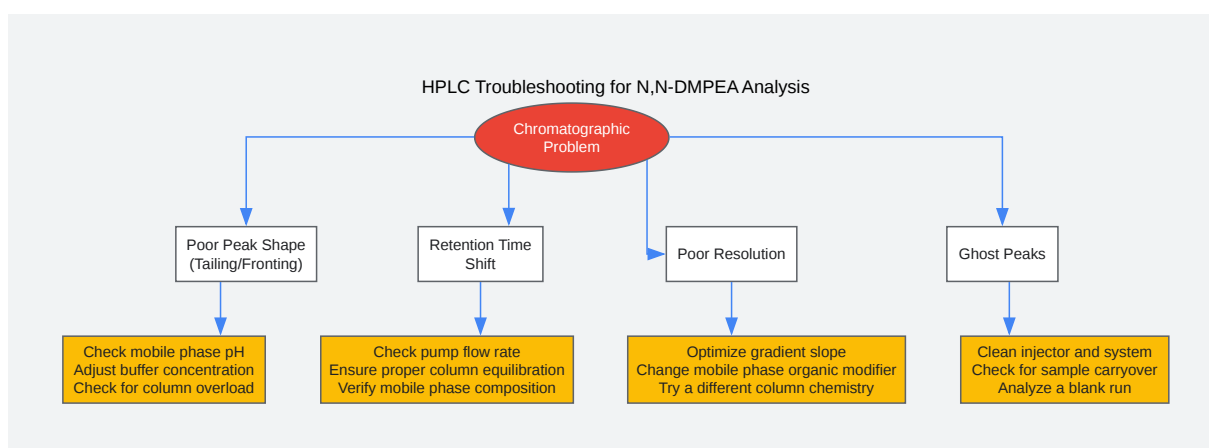 HPLC Troubleshooting for N,N-DMPEA Analysis
Chromatographic
Problem
Poor Peak Shape
(Tailing/Fronting)
Retention Time
Shift
Poor Resolution
Ghost Peaks
Check mobile phase pH
Adjust buffer concentration
Check for column overload
Check pump flow rate
Ensure proper column equilibration
Verify mobile phase composition
Optimize gradient slope
Change mobile phase organic modifier
Try a different column chemistry
Clean injector and system
Check for sample carryover
Analyze a blank run